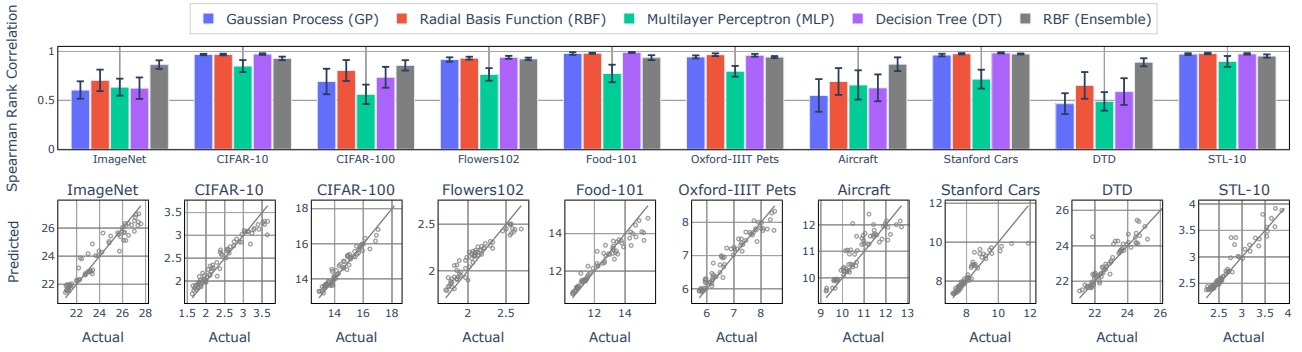 Gaussian Process (GP) Radial Basis Function (RBF) Multilayer Perceptron (MLP) Decision Tree (DT) RBF (Ensemble)
Spearman Rank Correlation
1
0.5
0
ImageNet CIFAR-10 CIFAR-100 Flowers102 Food-101 Oxford-IIIT Pets Aircraft Stanford Cars DTD STL-10
ImageNet CIFAR-10 CIFAR-100 Flowers102 Food-101 Oxford-IIIT Pets Aircraft Stanford Cars DTD STL-10
Predicted
26
24
22
22 24 26 28
3.5
3
2.5
2
1.5 2 2.5 3 3.5
18
16
14
14 16 18
2.5
2
2 2.5
14
12
12 14
8
7
6
6 7 8
12
11
10
9 10 11 12 13
12
10
8
8 10 12
26
24
22
22 24 26
4
3.5
3
2.5
2.5 3 3.5 4
Actual Actual Actual Actual Actual Actual Actual Actual Actual Actual